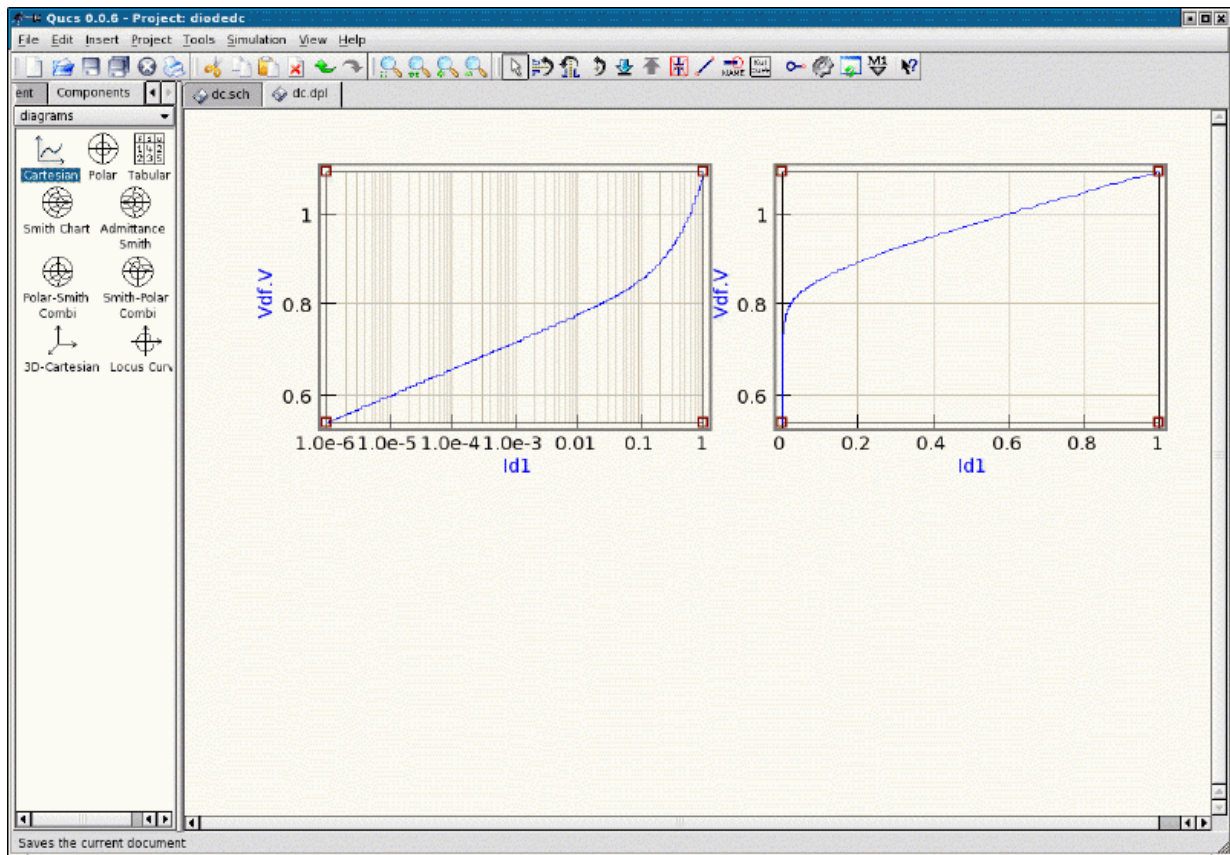 Qucs 0.0.6 - Project: diodedc
File Edit Insert Project Tools Simulation View Help
NAME M1
ent Components dc.sch dc.dpl
diagrams
Cartesian Polar Tabular
Smith Chart Admittance Smith
Polar-Smith Combi Smith-Polar Combi
3D-Cartesian Locus Curv
Vdf.V
1
0.8
0.6
1.0e-6 1.0e-5 1.0e-4 1.0e-3 0.01 0.1 1
Id1
Vdf.V
1
0.8
0.6
0 0.2 0.4 0.6 0.8 1
Id1
Saves the current document